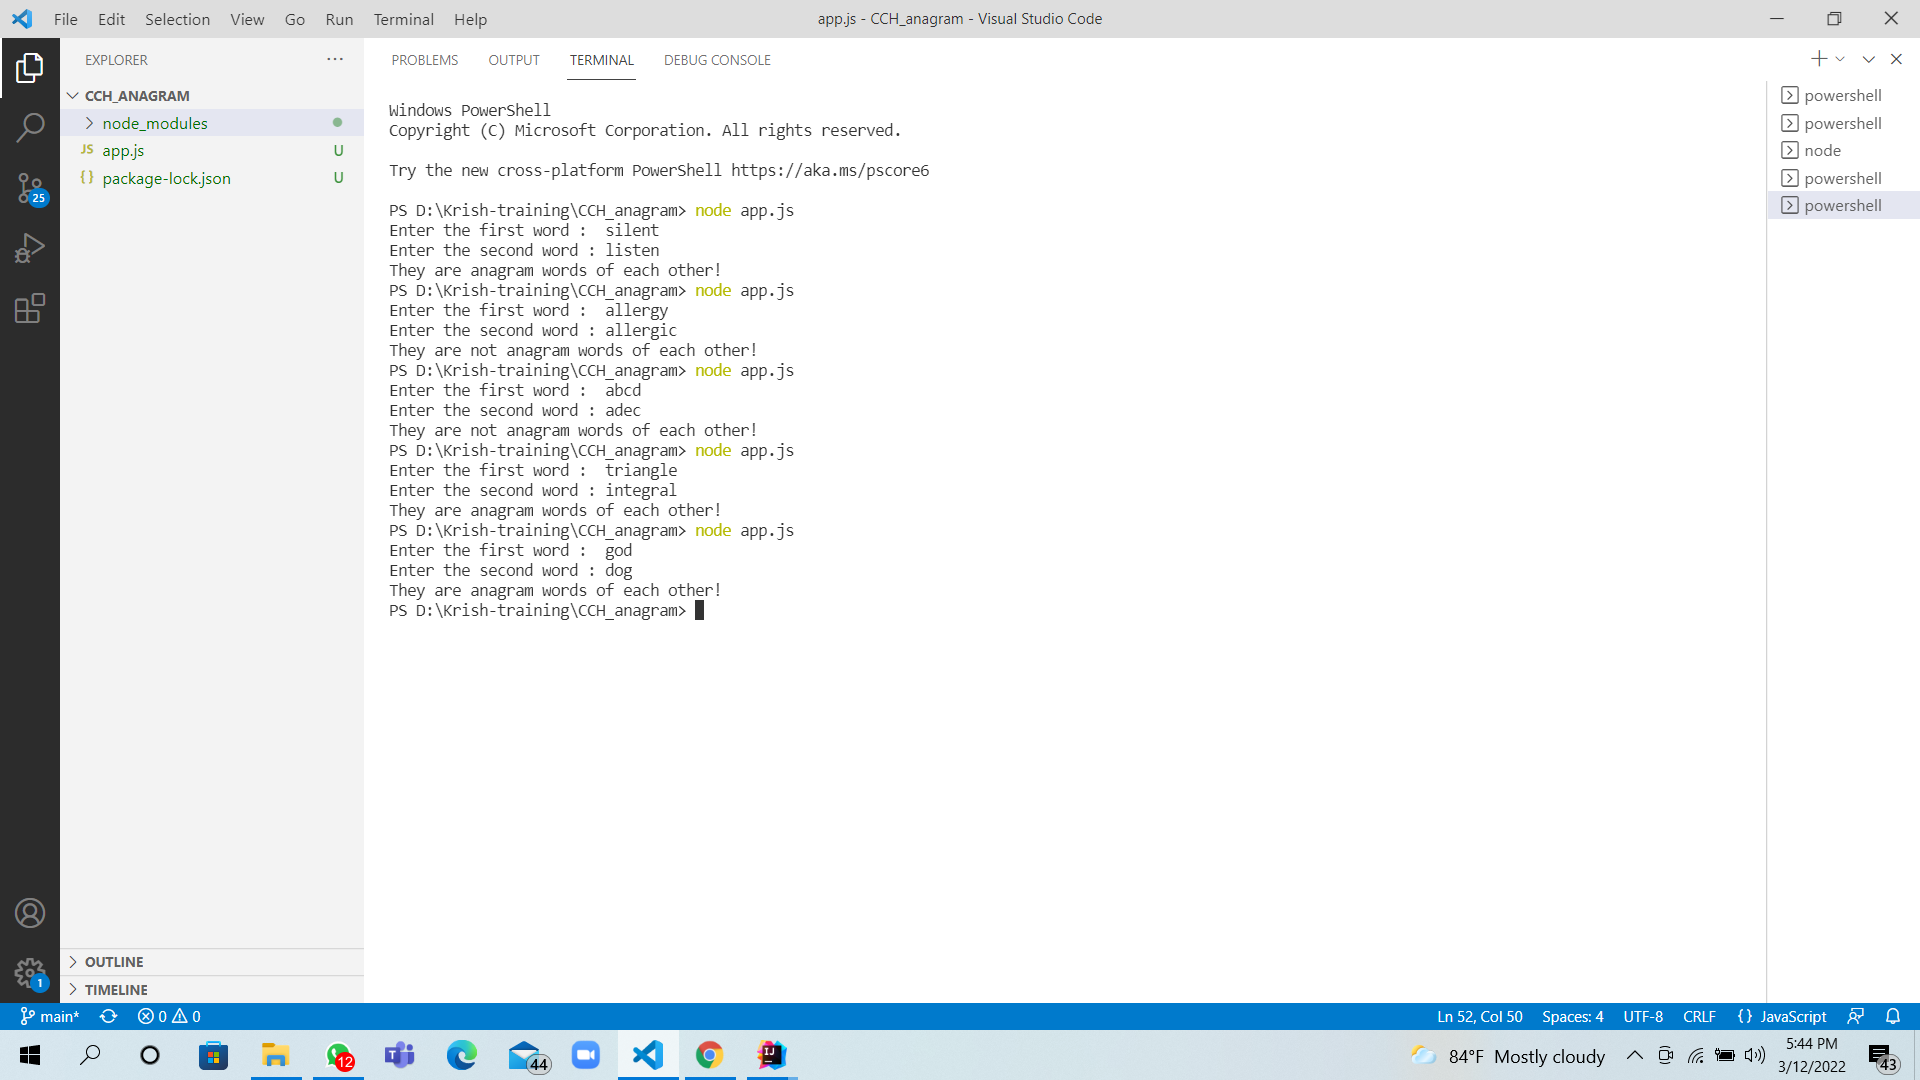 File Edit Selection View Go Run Terminal Help
app.js - CCH_anagram - Visual Studio Code
EXPLORER
CCH_ANAGRAM
node_modules
JS app.js U
{} package-lock.json U
25
1
OUTLINE
TIMELINE
PROBLEMS OUTPUT TERMINAL DEBUG CONSOLE
Windows PowerShell
Copyright (C) Microsoft Corporation. All rights reserved.
Try the new cross-platform PowerShell https://aka.ms/pscore6
PS D:\Krish-training\CCH_anagram> node app.js
Enter the first word :  silent
Enter the second word : listen
They are anagram words of each other!
PS D:\Krish-training\CCH_anagram> node app.js
Enter the first word :  allergy
Enter the second word : allergic
They are not anagram words of each other!
PS D:\Krish-training\CCH_anagram> node app.js
Enter the first word :  abcd
Enter the second word : adec
They are not anagram words of each other!
PS D:\Krish-training\CCH_anagram> node app.js
Enter the first word :  triangle
Enter the second word : integral
They are anagram words of each other!
PS D:\Krish-training\CCH_anagram> node app.js
Enter the first word :  god
Enter the second word : dog
They are anagram words of each other!
PS D:\Krish-training\CCH_anagram>
powershell
powershell
node
powershell
powershell
main* 0 0 Ln 52, Col 50 Spaces: 4 UTF-8 CRLF {} JavaScript
12 44 84°F Mostly cloudy 5:44 PM
3/12/2022 43